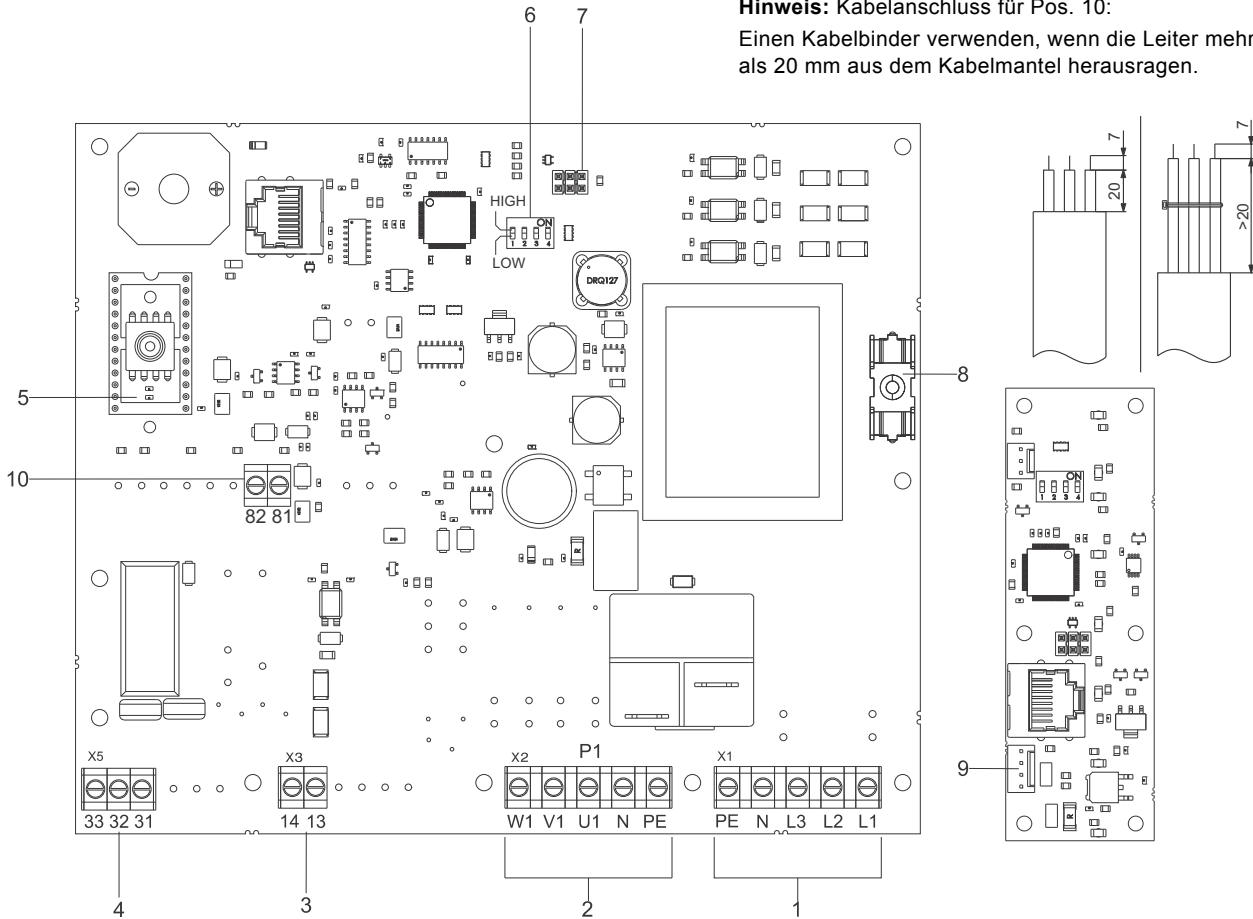 Hinweis: Kabelanschluss für Pos. 10:
Einen Kabelbinder verwenden, wenn die Leiter mehr
als 20 mm aus dem Kabelmantel herausragen.
6
7
HIGH
LOW
ON
1 2 3 4
DRQ127
5
8
10
82 81
7
20
7
>20
ON
1 2 3 4
9
X5
33 32 31
X3
14 13
X2
P1
W1 V1 U1 N PE
X1
PE N L3 L2 L1
4
3
2
1